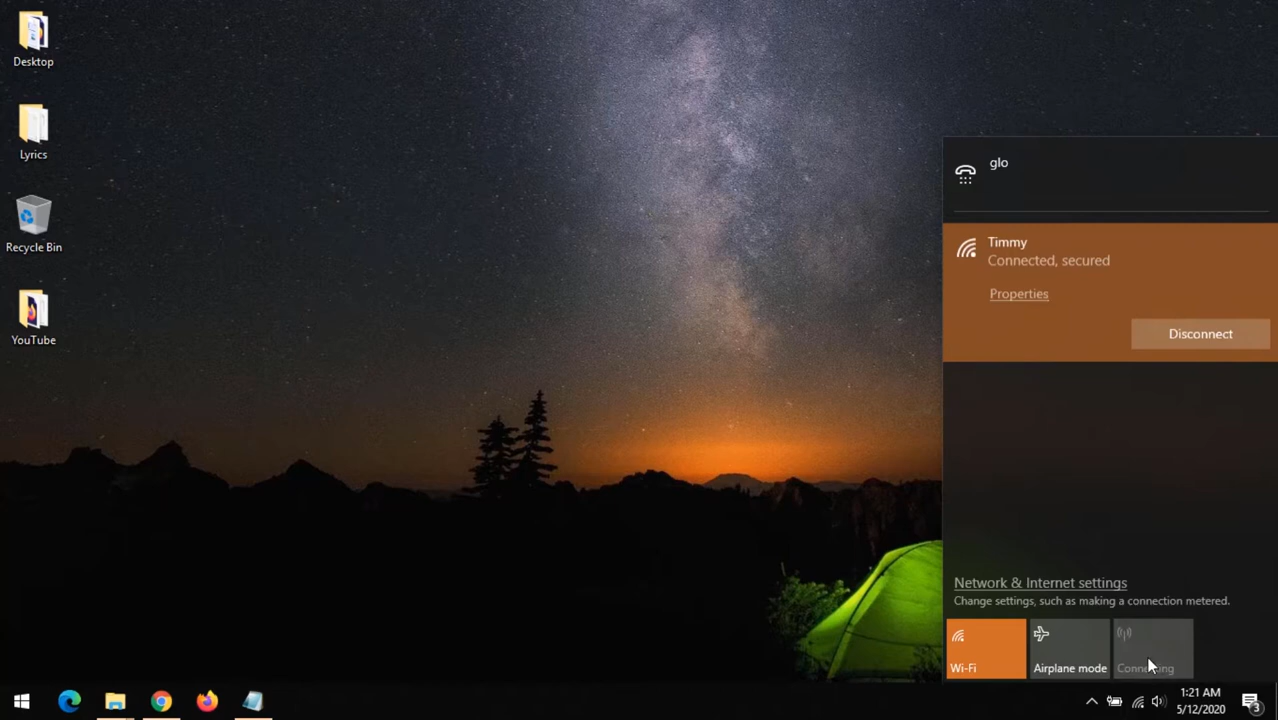 Desktop
Lyrics
Recycle Bin
YouTube
glo
Timmy
Connected, secured
Properties
Disconnect
Network & Internet settings
Change settings, such as making a connection metered.
Wi-Fi
Airplane mode
1:21 AM
5/12/2020
3